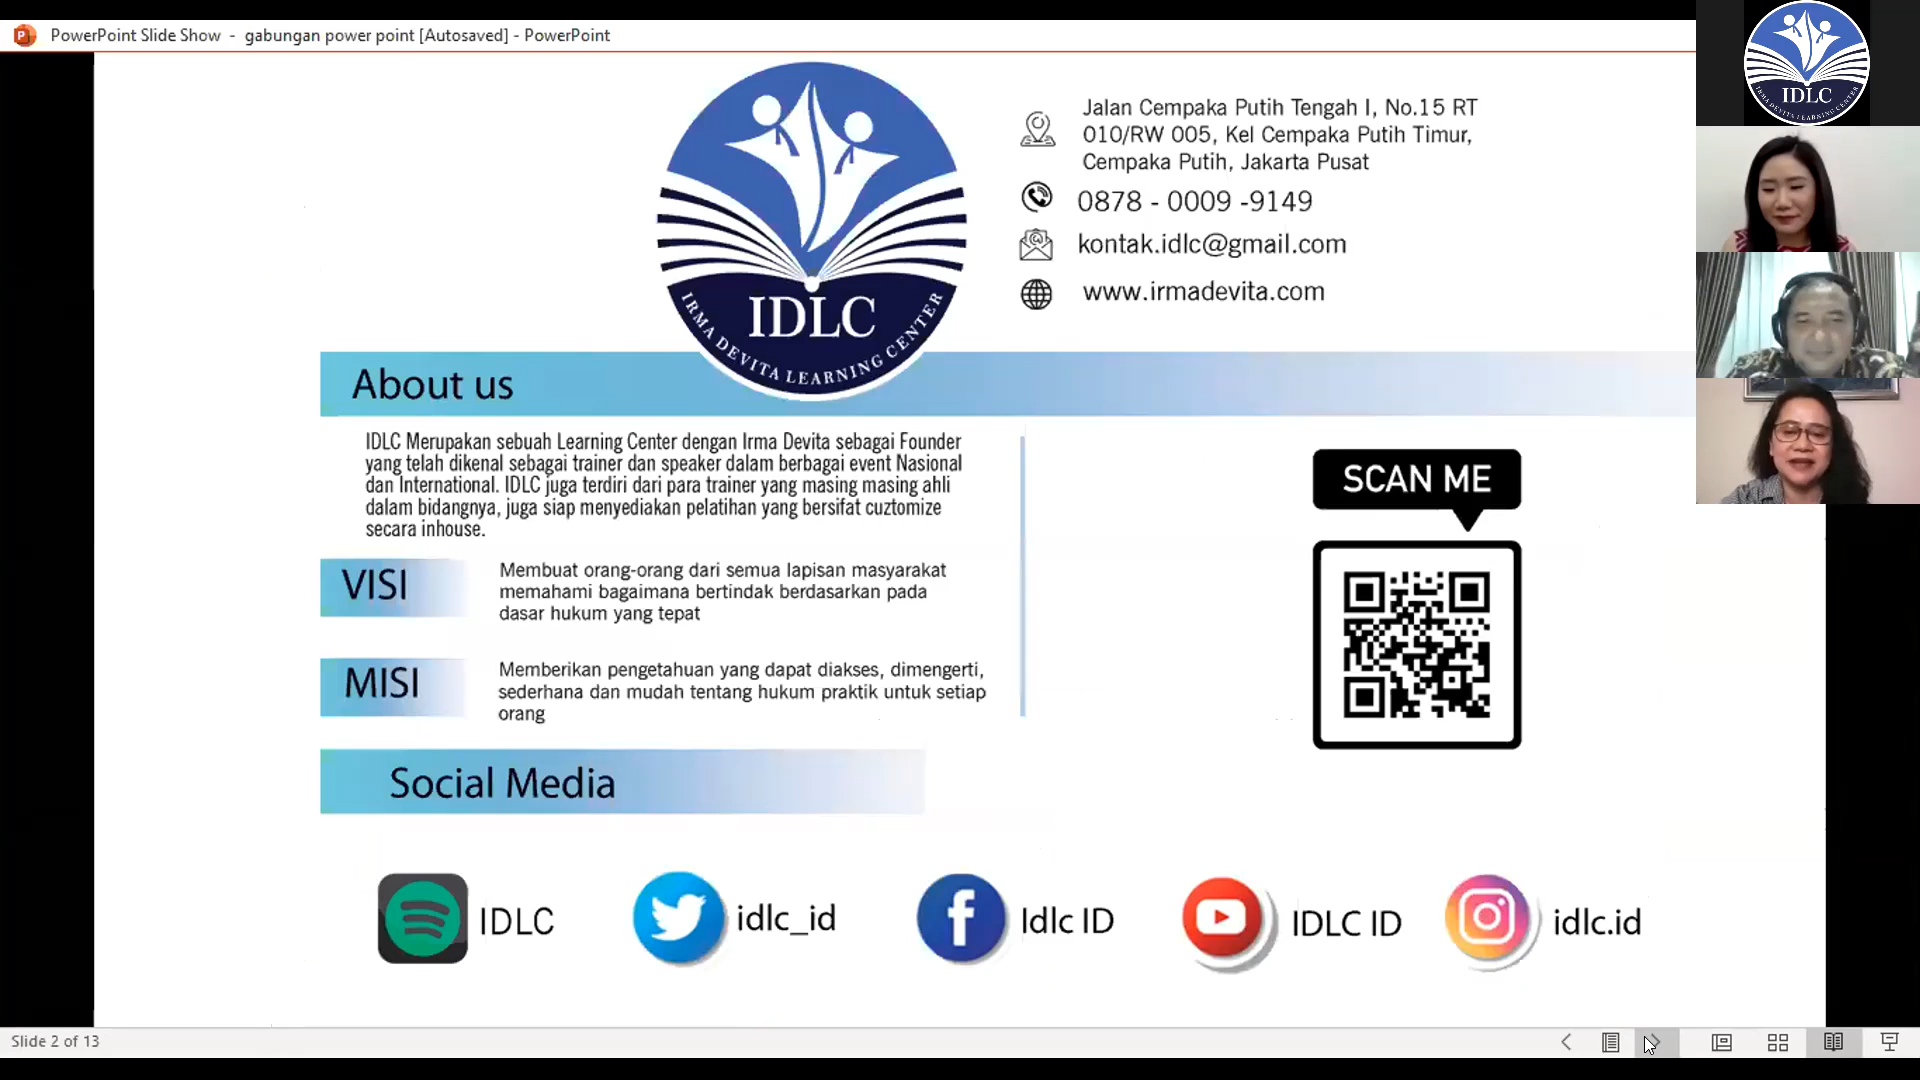 PowerPoint Slide Show - gabungan power point [Autosaved] - PowerPoint
IDLC
IRMA DEVITA LEARNING CENTER
Jalan Cempaka Putih Tengah I, No.15 RT
010/RW 005, Kel Cempaka Putih Timur,
Cempaka Putih, Jakarta Pusat
0878 - 0009 -9149
kontak.idlc@gmail.com
www.irmadevita.com
IDLC
IRMA DEVITA LEARNING CENTER
About us
IDLC Merupakan sebuah Learning Center dengan Irma Devita sebagai Founder
yang telah dikenal sebagai trainer dan speaker dalam berbagai event Nasional
dan International. IDLC juga terdiri dari para trainer yang masing masing ahli
dalam bidangnya, juga siap menyediakan pelatihan yang bersifat cuztomize
secara inhouse.
VISI
Membuat orang-orang dari semua lapisan masyarakat
memahami bagaimana bertindak berdasarkan pada
dasar hukum yang tepat
MISI
Memberikan pengetahuan yang dapat diakses, dimengerti,
sederhana dan mudah tentang hukum praktik untuk setiap
orang
SCAN ME
Social Media
IDLC
idlc_id
Idlc ID
IDLC ID
idlc.id
Slide 2 of 13